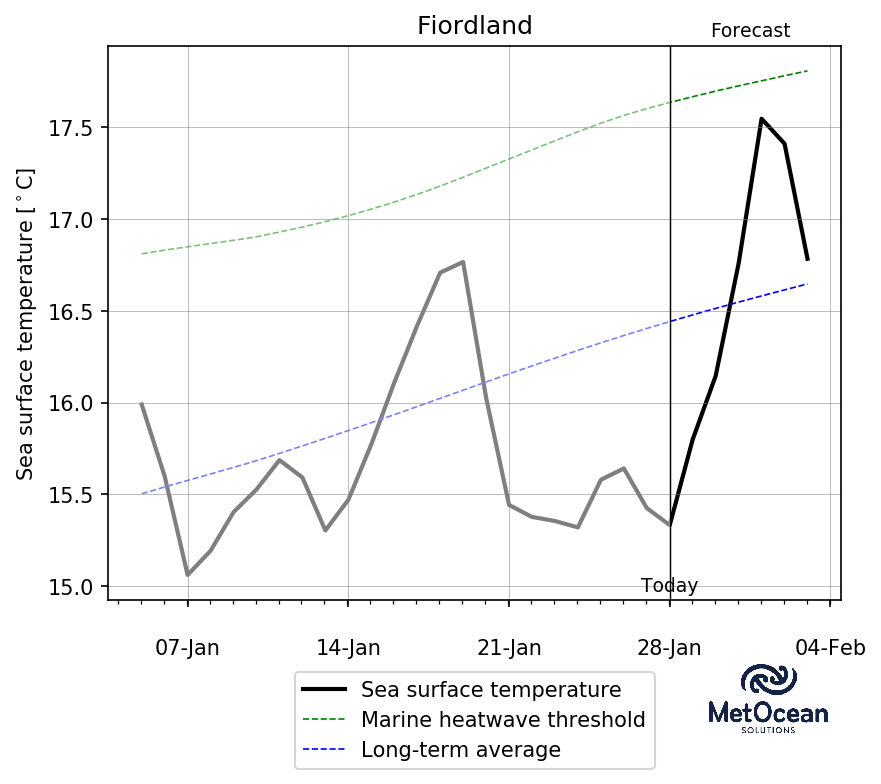 Fiordland
Forecast
Sea surface temperature [°C]
17.5
17.0
16.5
16.0
15.5
15.0
Today
07-Jan
14-Jan
21-Jan
28-Jan
04-Feb
Sea surface temperature
Marine heatwave threshold
Long-term average
MetOcean
SOLUTIONS